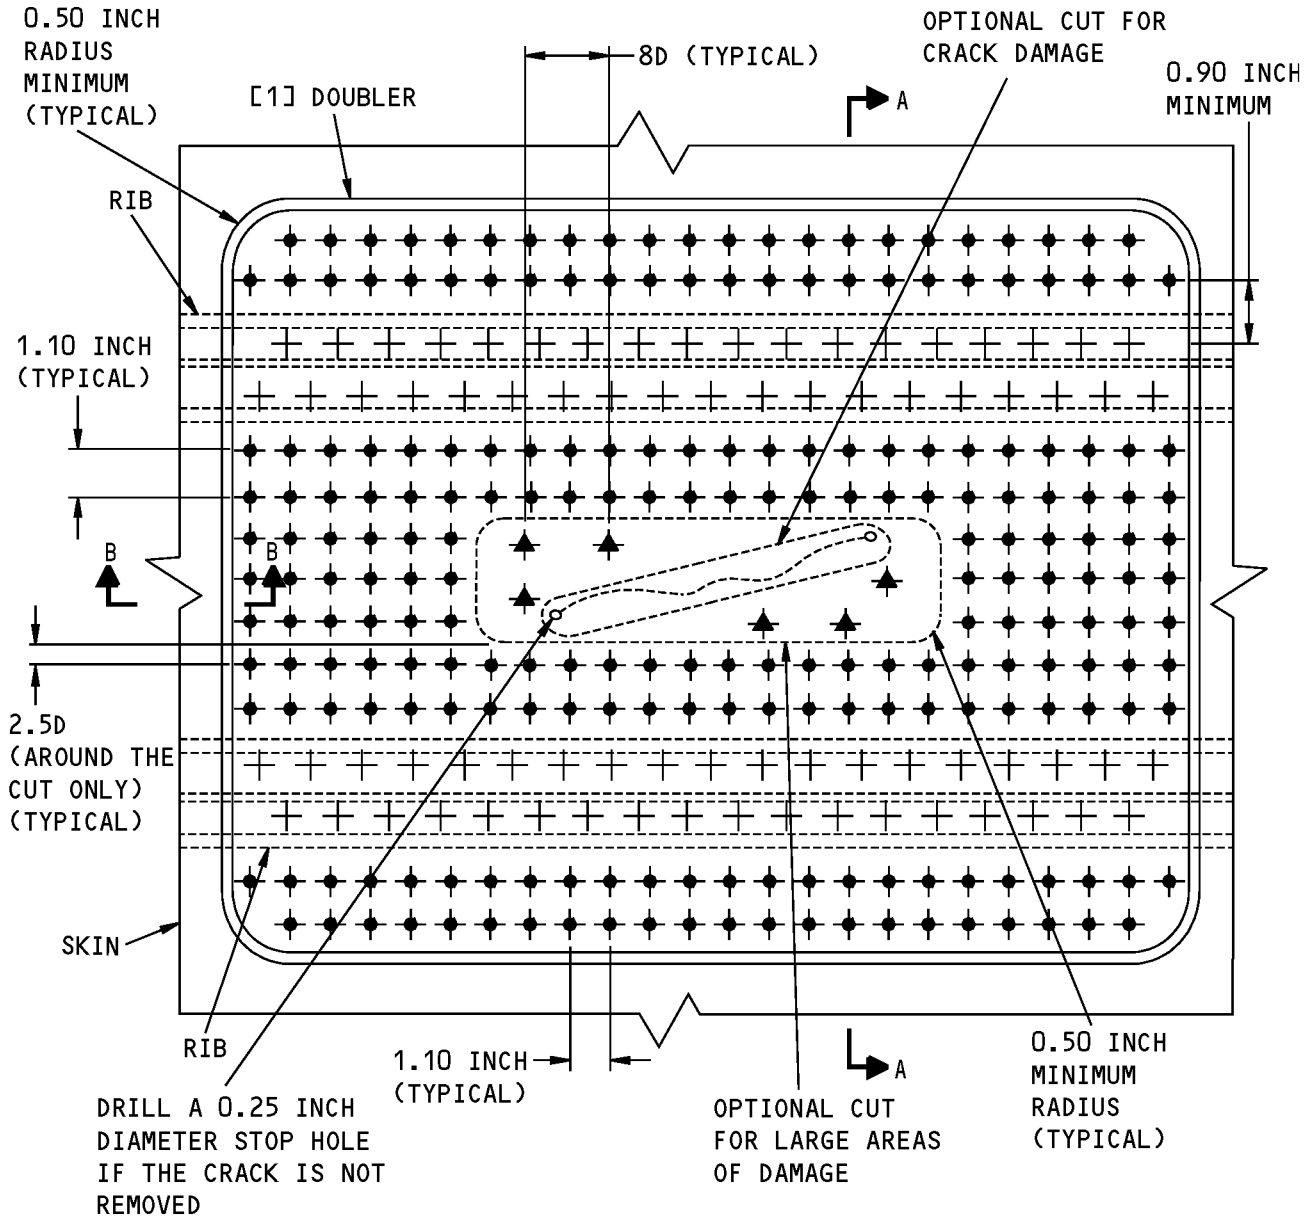 0.50 INCH
RADIUS
MINIMUM
(TYPICAL)
[1] DOUBLER
8D (TYPICAL)
OPTIONAL CUT FOR
CRACK DAMAGE
A
0.90 INCH
MINIMUM
RIB
1.10 INCH
(TYPICAL)
B
B
2.5D
(AROUND THE
CUT ONLY)
(TYPICAL)
SKIN
RIB
1.10 INCH
(TYPICAL)
A
0.50 INCH
MINIMUM
RADIUS
(TYPICAL)
DRILL A 0.25 INCH
DIAMETER STOP HOLE
IF THE CRACK IS NOT
REMOVED
OPTIONAL CUT
FOR LARGE AREAS
OF DAMAGE